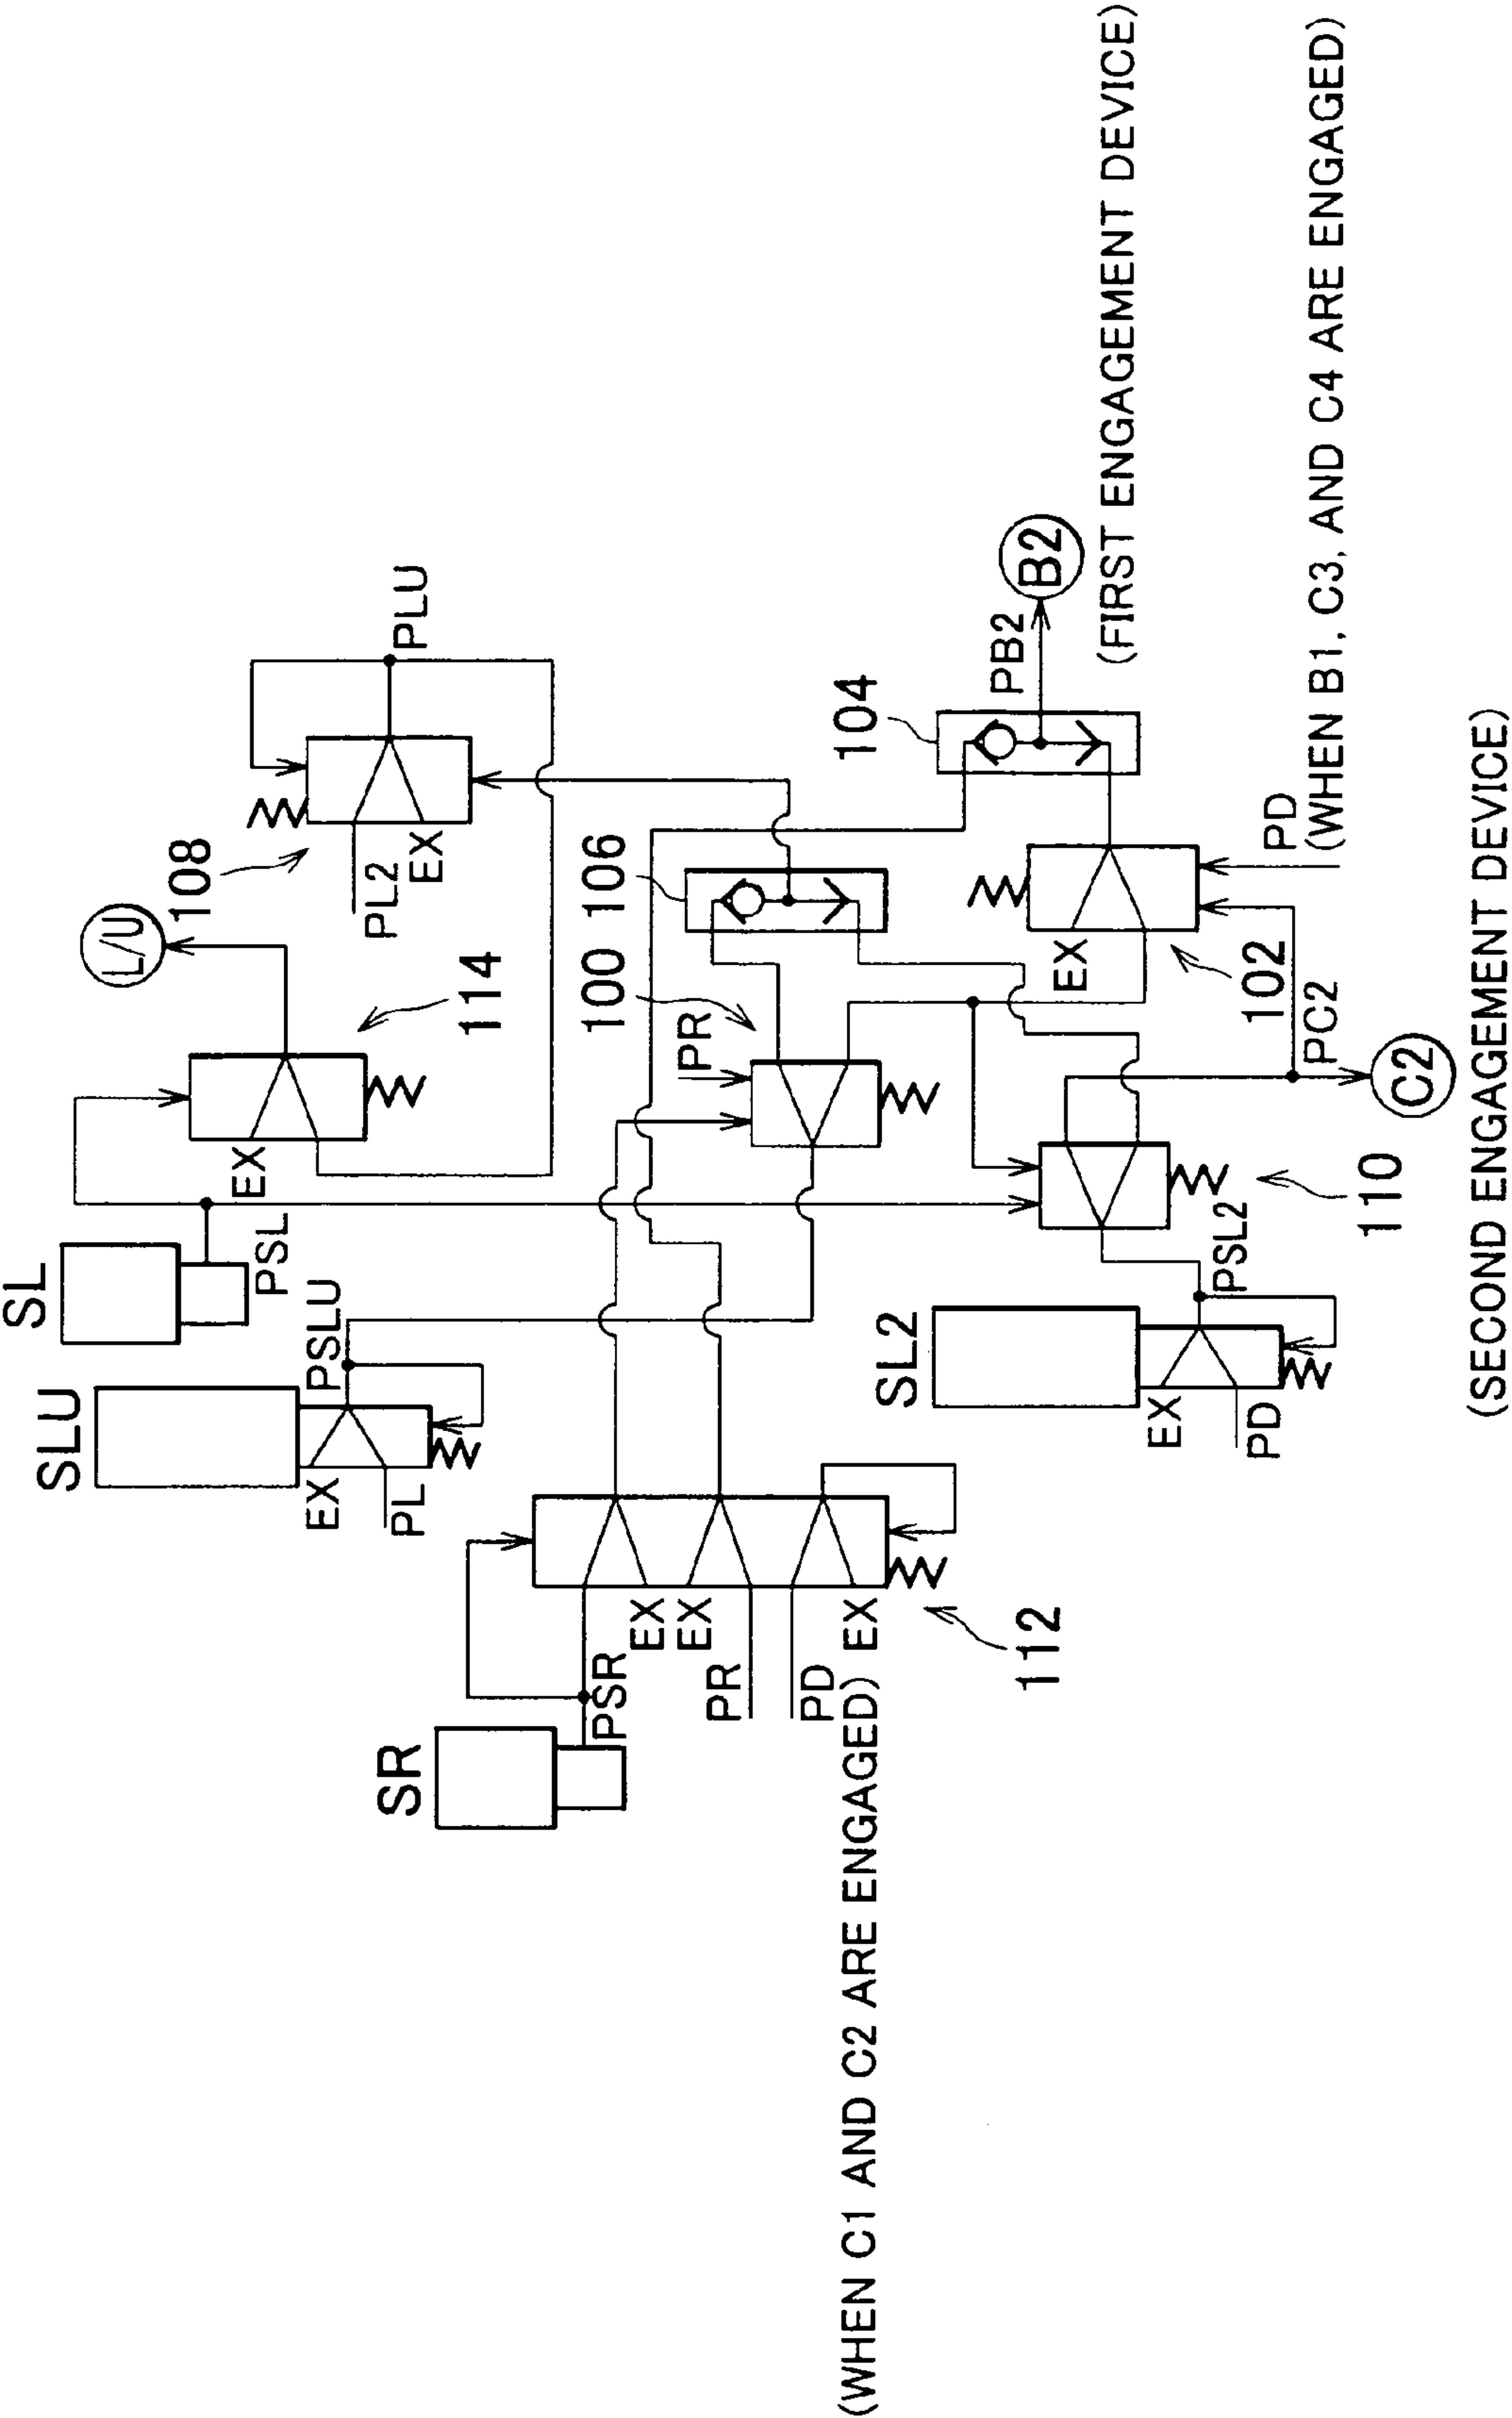 SL
PSL
SLU
PSLU
EX
PL
SR
PSR
EX
EX
PR
PD
EX
(WHEN C1 AND C2 ARE ENGAGED)
112
L/U
114
EX
108
PL2
EX
PLU
100
PR
106
104
PB2
B2
(FIRST ENGAGEMENT DEVICE)
EX
102
PD
(WHEN B1, C3, AND C4 ARE ENGAGED)
SL2
EX
PD
PSL2
110
PC2
C2
(SECOND ENGAGEMENT DEVICE)